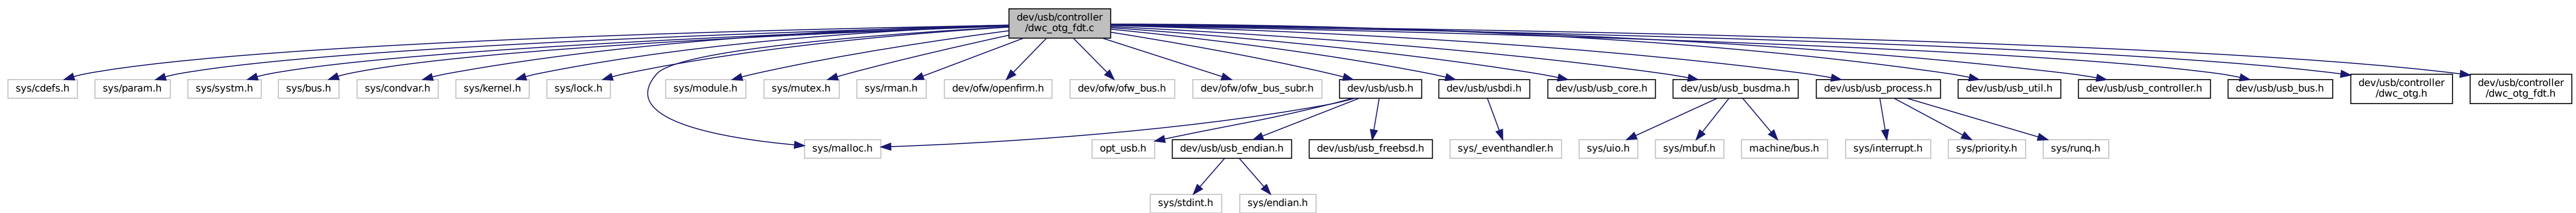 dev/usb/controller
/dwc_otg_fdt.c
sys/cdefs.h
sys/param.h
sys/systm.h
sys/bus.h
sys/condvar.h
sys/kernel.h
sys/lock.h
sys/module.h
sys/mutex.h
sys/rman.h
dev/ofw/openfirm.h
dev/ofw/ofw_bus.h
dev/ofw/ofw_bus_subr.h
dev/usb/usb.h
dev/usb/usbdi.h
dev/usb/usb_core.h
dev/usb/usb_busdma.h
dev/usb/usb_process.h
dev/usb/usb_util.h
dev/usb/usb_controller.h
dev/usb/usb_bus.h
dev/usb/controller
/dwc_otg.h
dev/usb/controller
/dwc_otg_fdt.h
sys/malloc.h
opt_usb.h
dev/usb/usb_endian.h
dev/usb/usb_freebsd.h
sys/_eventhandler.h
sys/uio.h
sys/mbuf.h
machine/bus.h
sys/interrupt.h
sys/priority.h
sys/runq.h
sys/stdint.h
sys/endian.h